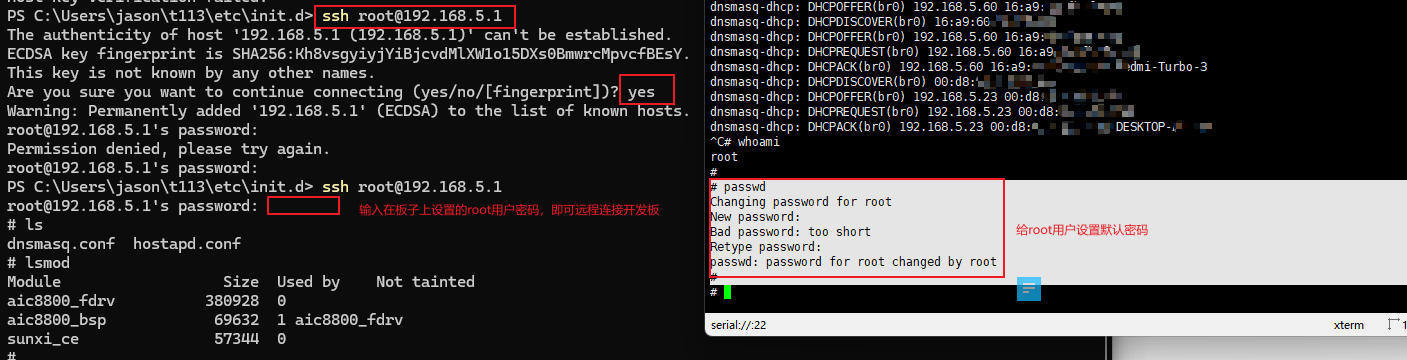 PS C:\Users\jason\t113\etc\init.d> ssh root@192.168.5.1
The authenticity of host '192.168.5.1 (192.168.5.1)' can't be established.
ECDSA key fingerprint is SHA256:Kh8vsgyiyjYiBjcvdMlXW1o15DXs0BmwrcMpvcfBEsY.
This key is not known by any other names.
Are you sure you want to continue connecting (yes/no/[fingerprint])? yes
Warning: Permanently added '192.168.5.1' (ECDSA) to the list of known hosts.
root@192.168.5.1's password:
Permission denied, please try again.
root@192.168.5.1's password:
PS C:\Users\jason\t113\etc\init.d> ssh root@192.168.5.1
root@192.168.5.1's password:
输入在板子上设置的root用户密码，即可远程连接开发板
# ls
dnsmasq.conf  hostapd.conf
# lsmod
Module                  Size  Used by    Not tainted
aic8800_fdrv          380928  0
aic8800_bsp            69632  1 aic8800_fdrv
sunxi_ce               57344  0
#
dnsmasq-dhcp: DHCPOFFER(br0) 192.168.5.60 16:a9:
dnsmasq-dhcp: DHCPDISCOVER(br0) 16:a9:60
dnsmasq-dhcp: DHCPOFFER(br0) 192.168.5.60 16:a9:
dnsmasq-dhcp: DHCPREQUEST(br0) 192.168.5.60 16:a9
dnsmasq-dhcp: DHCPACK(br0) 192.168.5.60 16:a9: edmi-Turbo-3
dnsmasq-dhcp: DHCPDISCOVER(br0) 00:d8:
dnsmasq-dhcp: DHCPOFFER(br0) 192.168.5.23 00:d8:
dnsmasq-dhcp: DHCPREQUEST(br0) 192.168.5.23 00:d8:
dnsmasq-dhcp: DHCPACK(br0) 192.168.5.23 00:d8: DESKTOP-
^C# whoami
root
#
# passwd
Changing password for root
New password:
Bad password: too short
Retype password:
passwd: password for root changed by root
#
#
给root用户设置默认密码
serial://:22
xterm
1